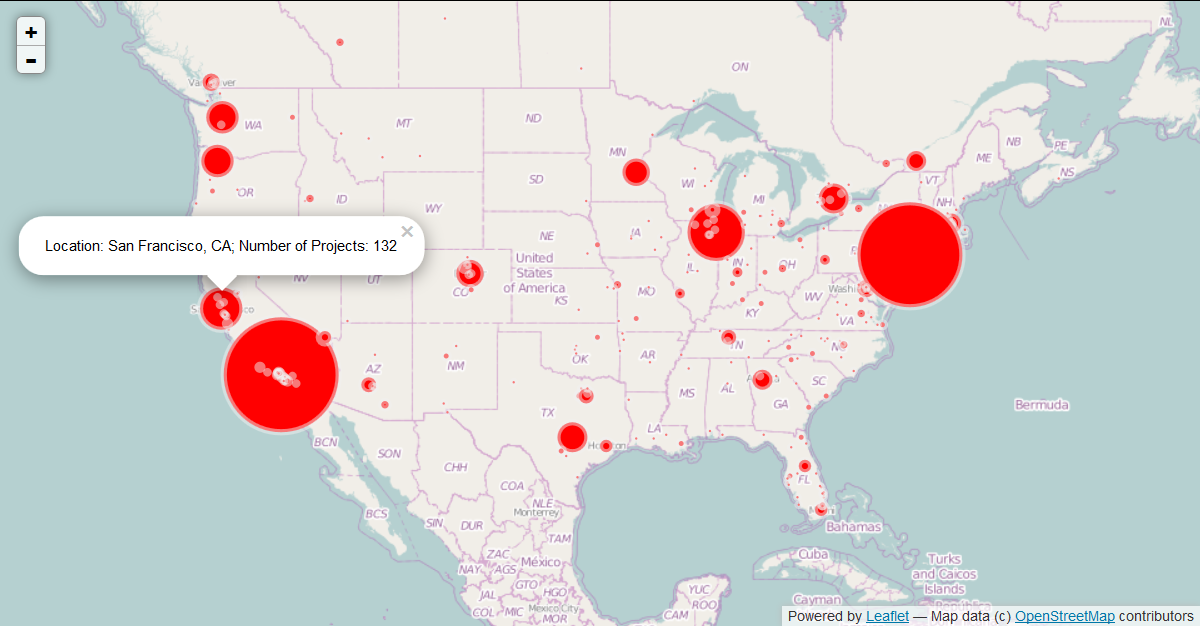 +
-
NL
ON
WA
MT
ND
MN
NB
PE
ME
NS
OR
ID
SD
WI
MI
VT
NH
WY
×
Location: San Francisco, CA; Number of Projects: 132
NE
IA
United
States
of America
NV
UT
CO
KS
IL
IN
OH
MO
WV
KY
VA
AZ
NM
OK
AR
TN
SC
TX
MS
AL
GA
LA
Bermuda
BCN
SON
CHH
COA
FL
BCS
NLE
Monterrey
SIN
DUR
TAM
Bahamas
ZAC
NAY
AGS
México
Cuba
Turks
and Caicos
Islands
GTO
HGO
JAL
YUC
ROO
COL
MIC
Mexico City
MOR
CAM
Cayman
República
Powered by Leaflet — Map data (c) OpenStreetMap contributors